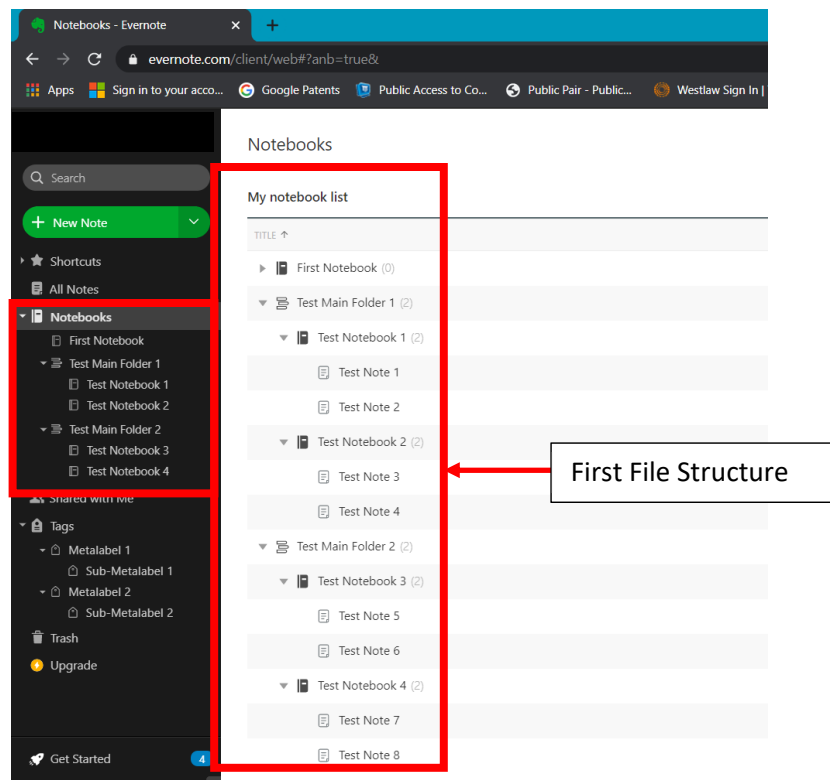 Notebooks - Evernote
evernote.com/client/web#?anb=true&
Apps Sign in to your acco... Google Patents Public Access to Co... Public Pair - Public... Westlaw Sign In |
Search
+ New Note
Shortcuts
All Notes
Notebooks
First Notebook
Test Main Folder 1
Test Notebook 1
Test Notebook 2
Test Main Folder 2
Test Notebook 3
Test Notebook 4
Shared with Me
Tags
Metalabel 1
Sub-Metalabel 1
Metalabel 2
Sub-Metalabel 2
Trash
Upgrade
Get Started 4
Notebooks
My notebook list
TITLE ↑
First Notebook (0)
Test Main Folder 1 (2)
Test Notebook 1 (2)
Test Note 1
Test Note 2
Test Notebook 2 (2)
Test Note 3
Test Note 4
Test Main Folder 2 (2)
Test Notebook 3 (2)
Test Note 5
Test Note 6
Test Notebook 4 (2)
Test Note 7
Test Note 8
First File Structure